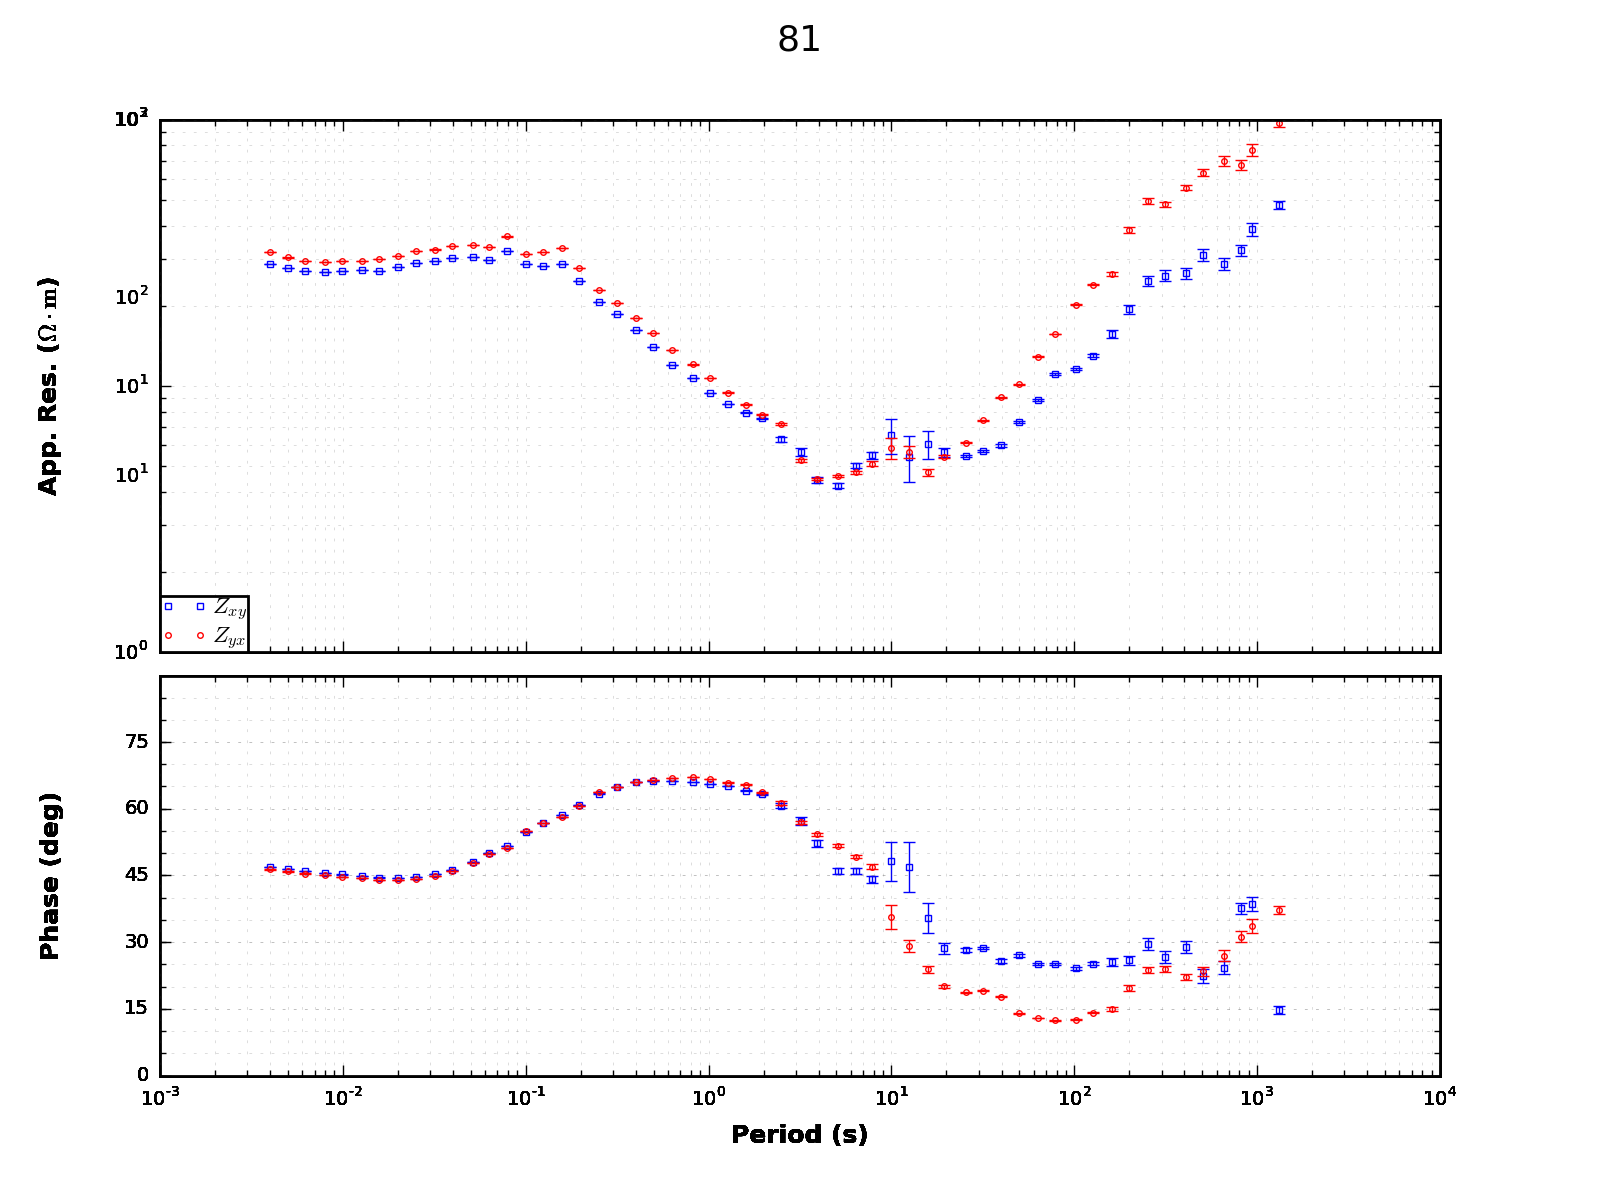 81
10²
10²
10¹
10¹
10⁰
App. Res. (Ω · m)
Z_xy
Z_yx
75
60
45
30
15
0
Phase (deg)
10⁻³ 10⁻² 10⁻¹ 10⁰ 10¹ 10² 10³ 10⁴
Period (s)